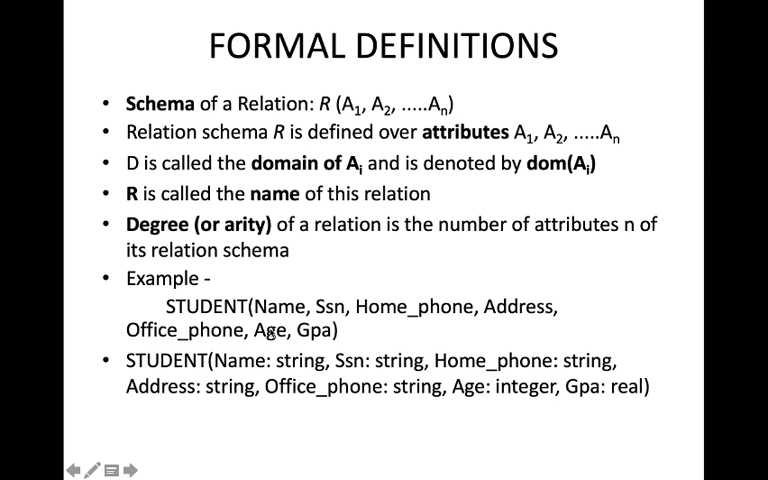 FORMAL DEFINITIONS
• Schema of a Relation: R (A1, A2, .....An)
• Relation schema R is defined over attributes A1, A2, .....An
• D is called the domain of Ai and is denoted by dom(Ai)
• R is called the name of this relation
• Degree (or arity) of a relation is the number of attributes n of
its relation schema
• Example -
STUDENT(Name, Ssn, Home_phone, Address,
Office_phone, Age, Gpa)
• STUDENT(Name: string, Ssn: string, Home_phone: string,
Address: string, Office_phone: string, Age: integer, Gpa: real)